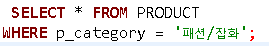 SELECT * FROM PRODUCT
WHERE p_category = '패션/잡화';